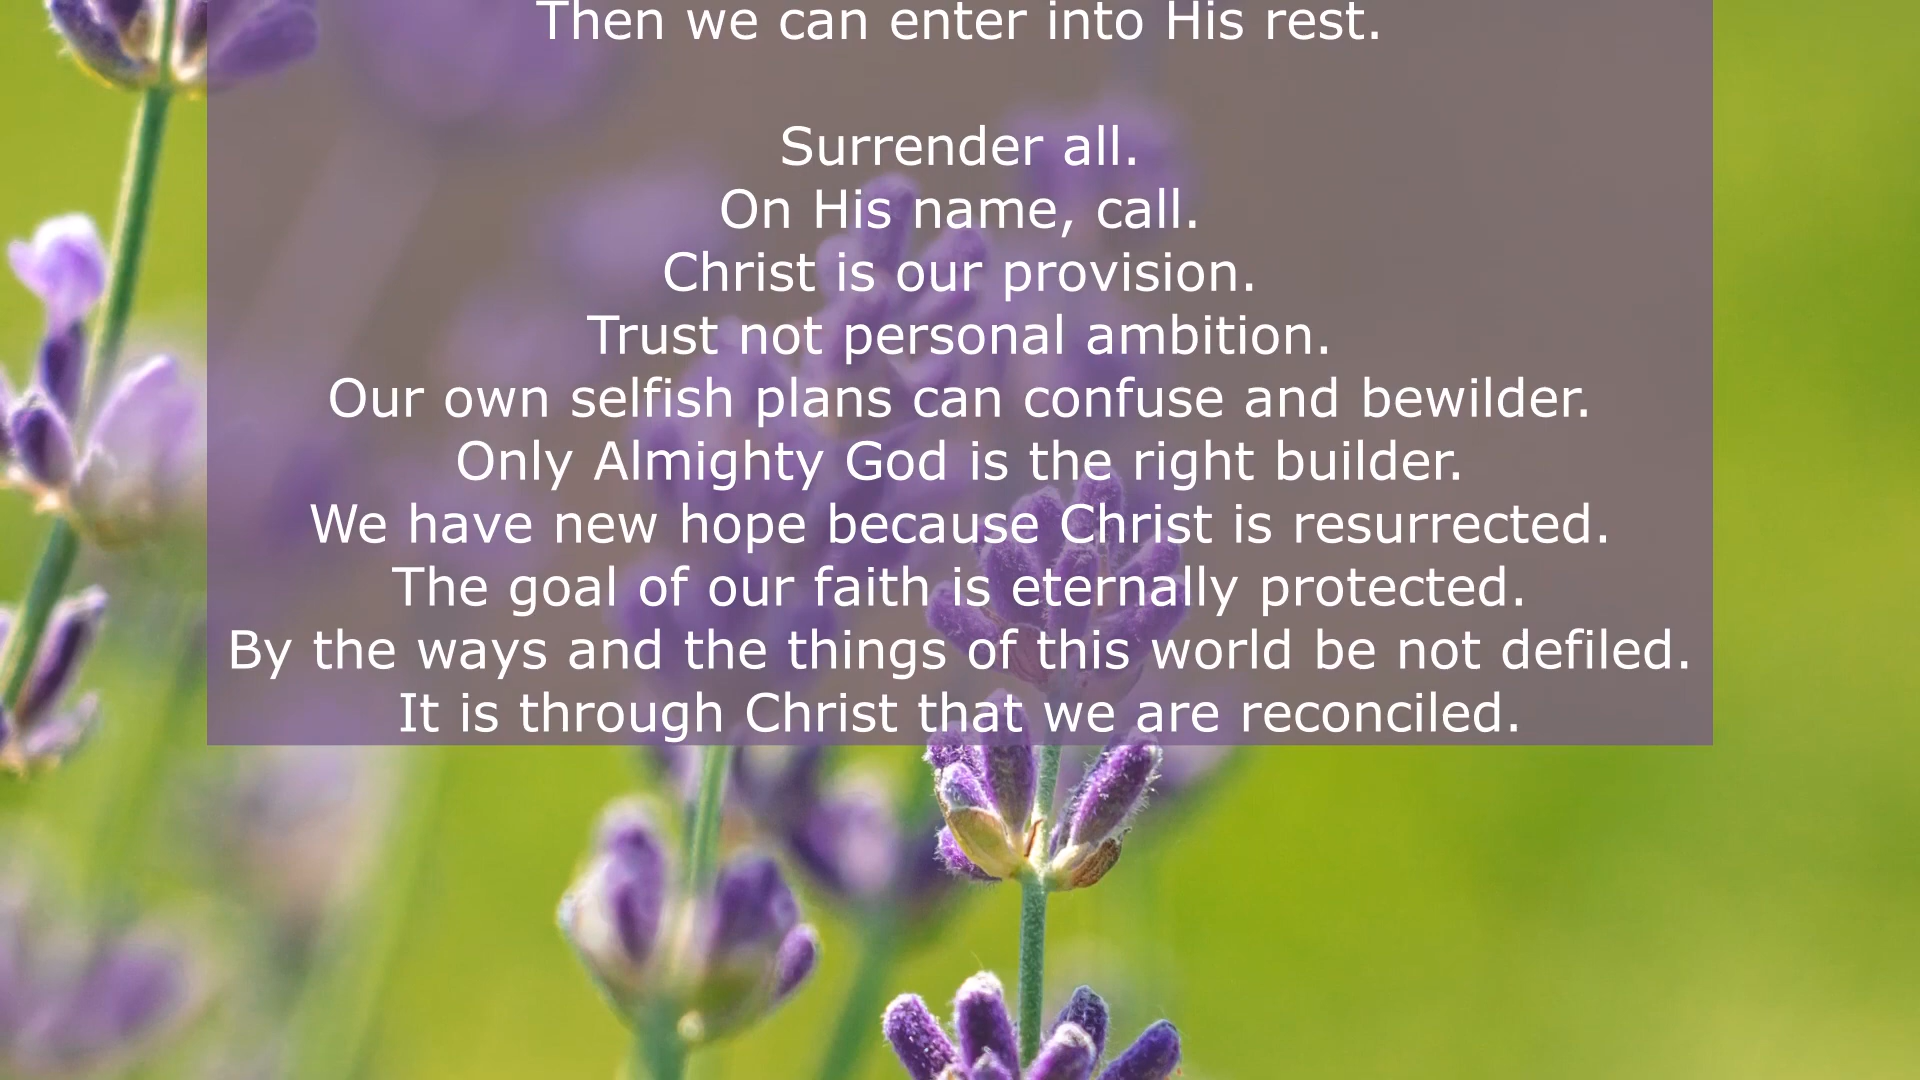 Then we can enter into His rest.
Surrender all.
On His name, call.
Christ is our provision.
Trust not personal ambition.
Our own selfish plans can confuse and bewilder.
Only Almighty God is the right builder.
We have new hope because Christ is resurrected.
The goal of our faith is eternally protected.
By the ways and the things of this world be not defiled.
It is through Christ that we are reconciled.